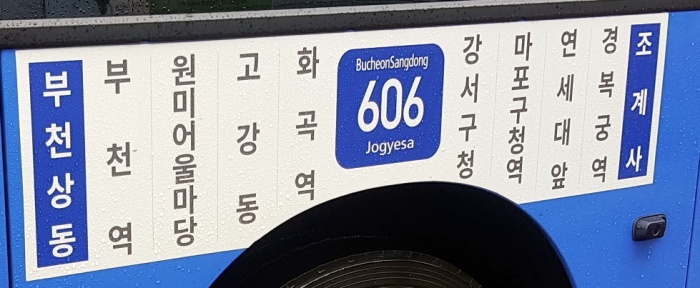 부천상동
부천역
원미어울마당
고강동
화곡역
BucheonSangdong
606
Jogyesa
강서구청
마포구청역
연세대앞
경복궁역
조계사